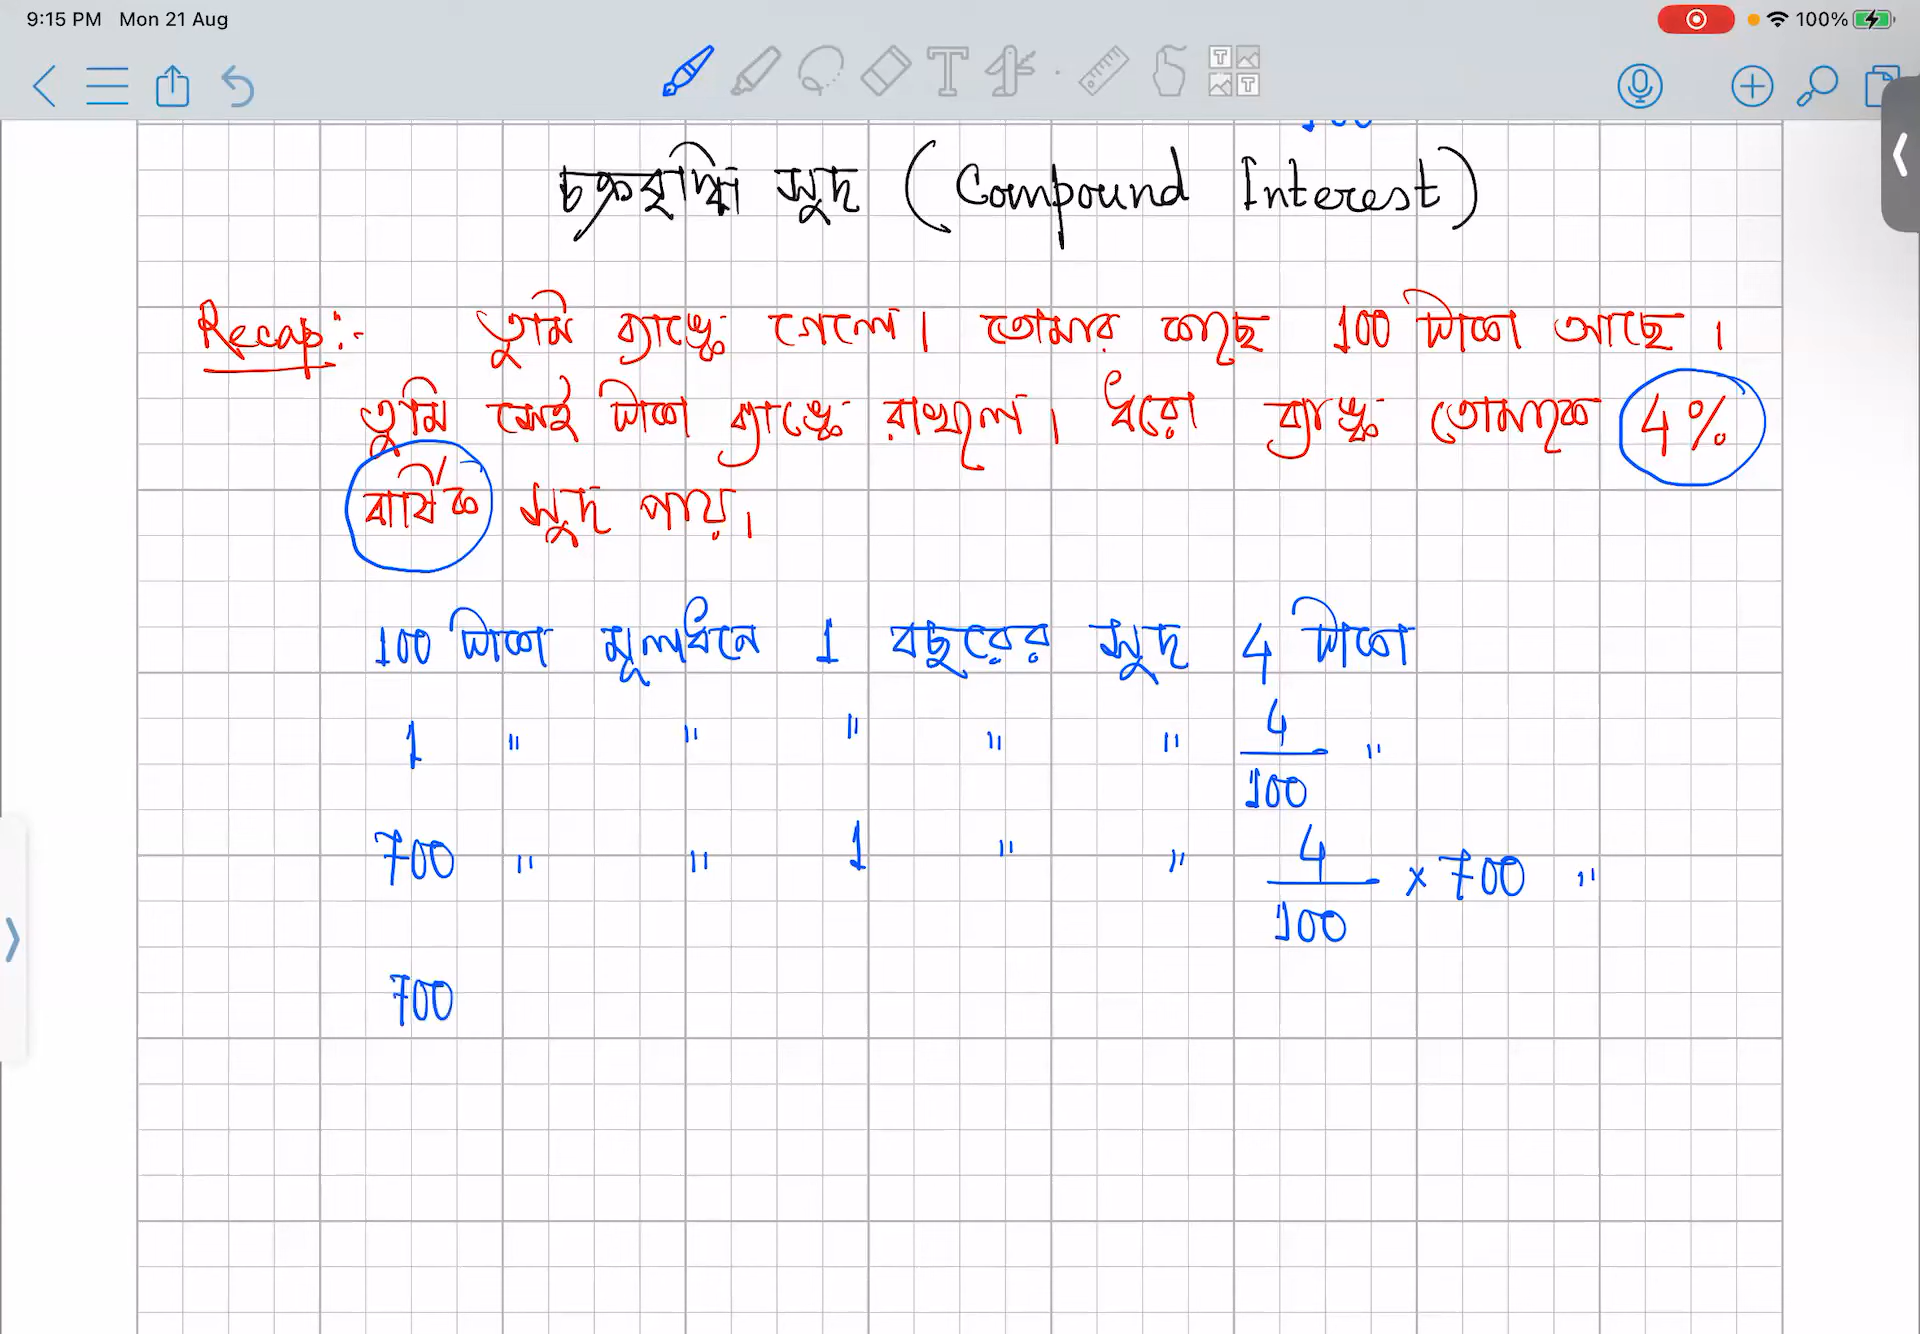 9:15 PM Mon 21 Aug 100%
চক্রবৃদ্ধি সুদ (Compound Interest)
Recap:- তুমি ব্যাঙ্কে গেলে। তোমার কাছে 100 টাকা আছে।
তুমি সেই টাকা ব্যাঙ্কে রাখলে। ধরো ব্যাঙ্ক তোমাকে 4%
বার্ষিক সুদ দেয়।
100 টাকা মূলধনে 1 বছরের সুদ 4 টাকা
1 " " " " " 4/100 "
700 " " 1 " " 4/100 × 700 "
700